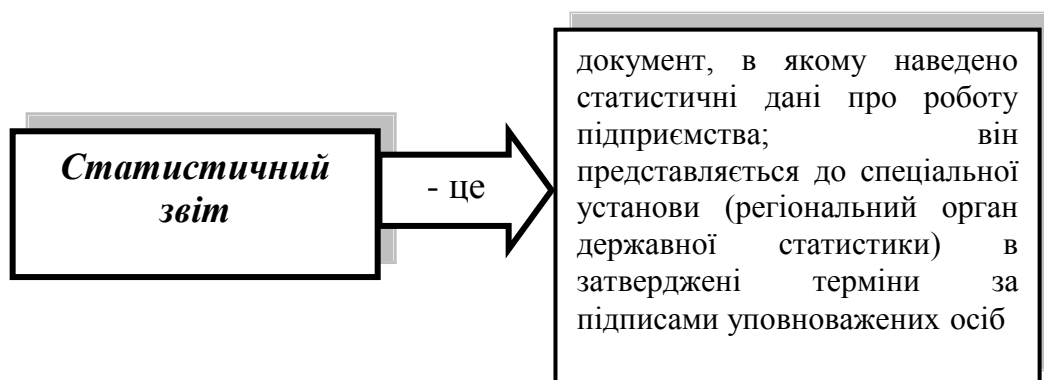 Статистичний
звіт
- це
документ, в якому наведено
статистичні дані про роботу
підприємства; він
представляється до спеціальної
установи (регіональний орган
державної статистики) в
затверджені терміни за
підписами уповноважених осіб